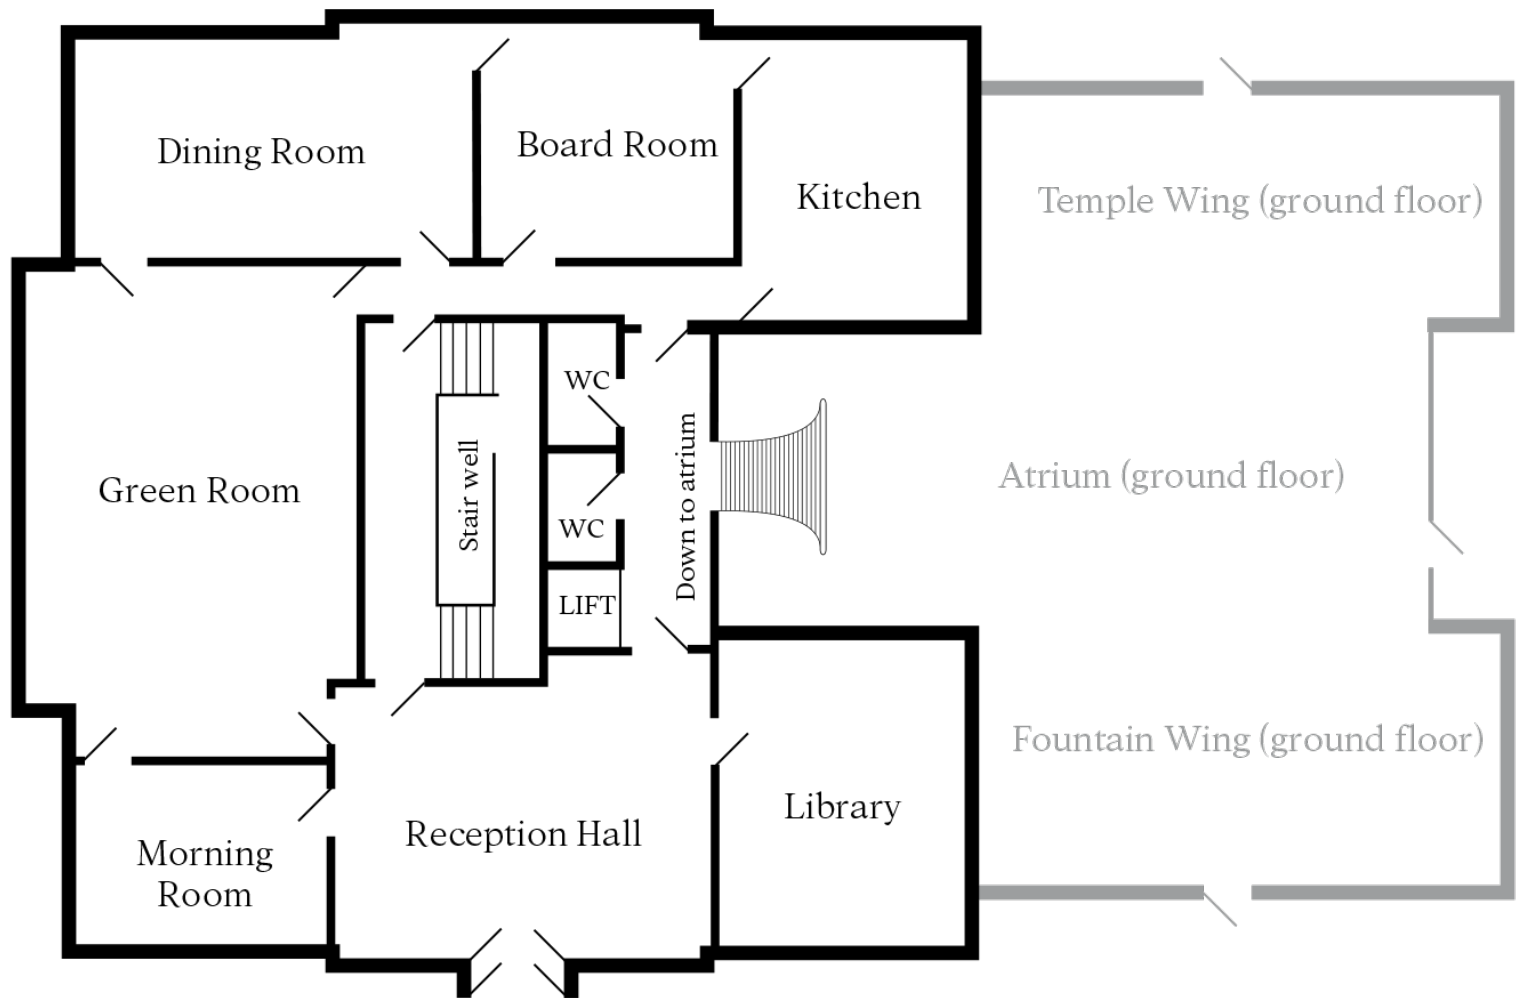 Dining Room
Board Room
Kitchen
Temple Wing (ground floor)
WC
Green Room
Stair well
WC
Down to atrium
Atrium (ground floor)
LIFT
Fountain Wing (ground floor)
Library
Reception Hall
Morning
Room